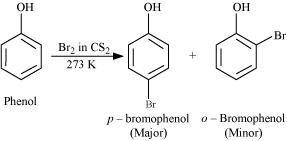 OH
Br₂ in CS₂
273 K
Phenol
OH
Br
p – bromophenol
(Major)
+
OH
Br
o – Bromophenol
(Minor)